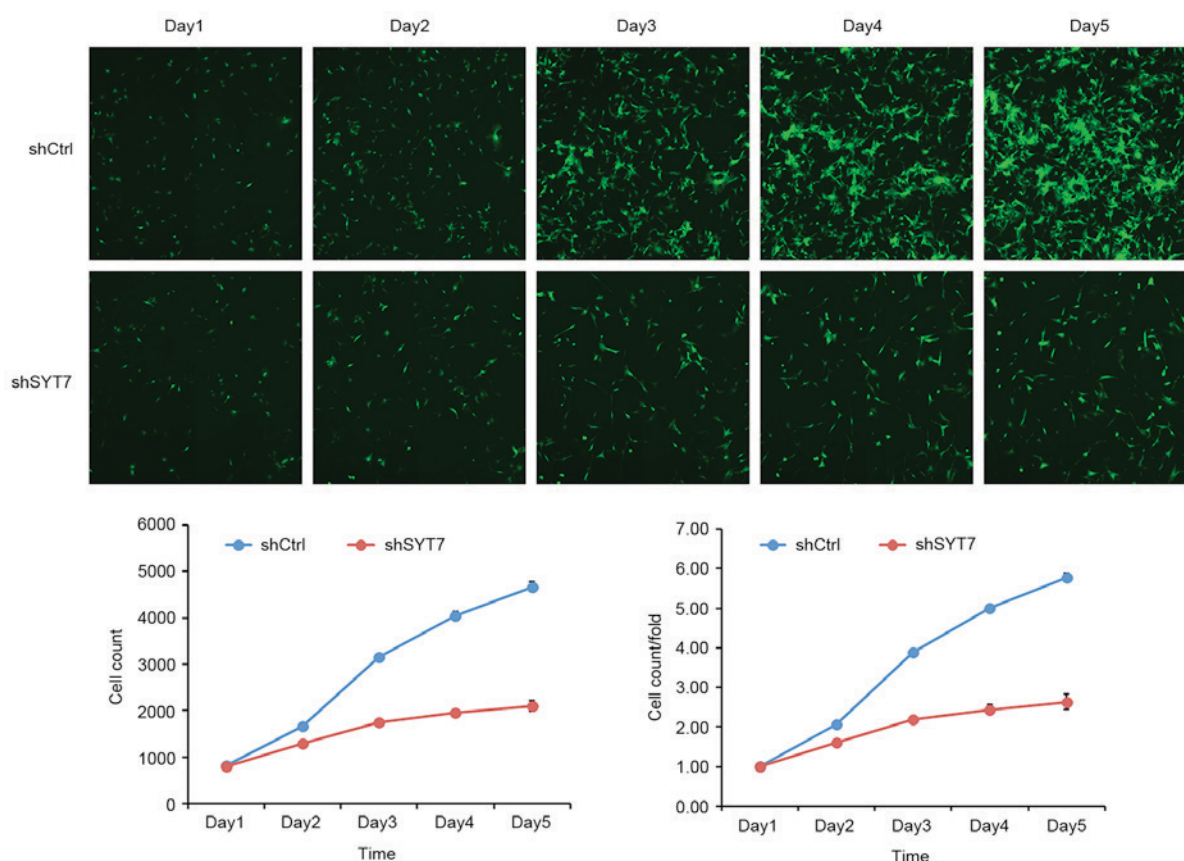 Day1 Day2 Day3 Day4 Day5
shCtrl
shSYT7
6000
5000
4000
3000
2000
1000
0
Cell count
shCtrl shSYT7
Day1 Day2 Day3 Day4 Day5
Time
7.00
6.00
5.00
4.00
3.00
2.00
1.00
0.00
Cell count/fold
shCtrl shSYT7
Day1 Day2 Day3 Day4 Day5
Time